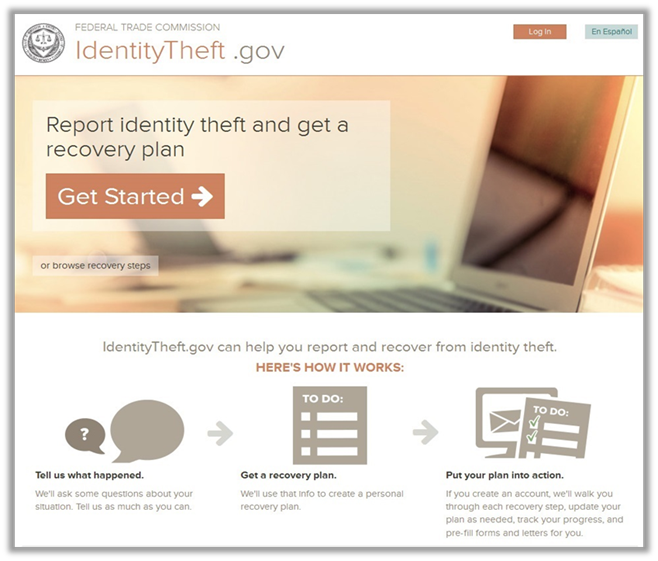 FEDERAL TRADE COMMISSION
IdentityTheft .gov
Log In
En Español
Report identity theft and get a
recovery plan
Get Started
or browse recovery steps
IdentityTheft.gov can help you report and recover from identity theft.
HERE'S HOW IT WORKS:
?
TO DO:
TO DO:
Tell us what happened.
We'll ask some questions about your
situation. Tell us as much as you can.
Get a recovery plan.
We'll use that info to create a personal
recovery plan.
Put your plan into action.
If you create an account, we'll walk you
through each recovery step, update your
plan as needed, track your progress, and
pre-fill forms and letters for you.